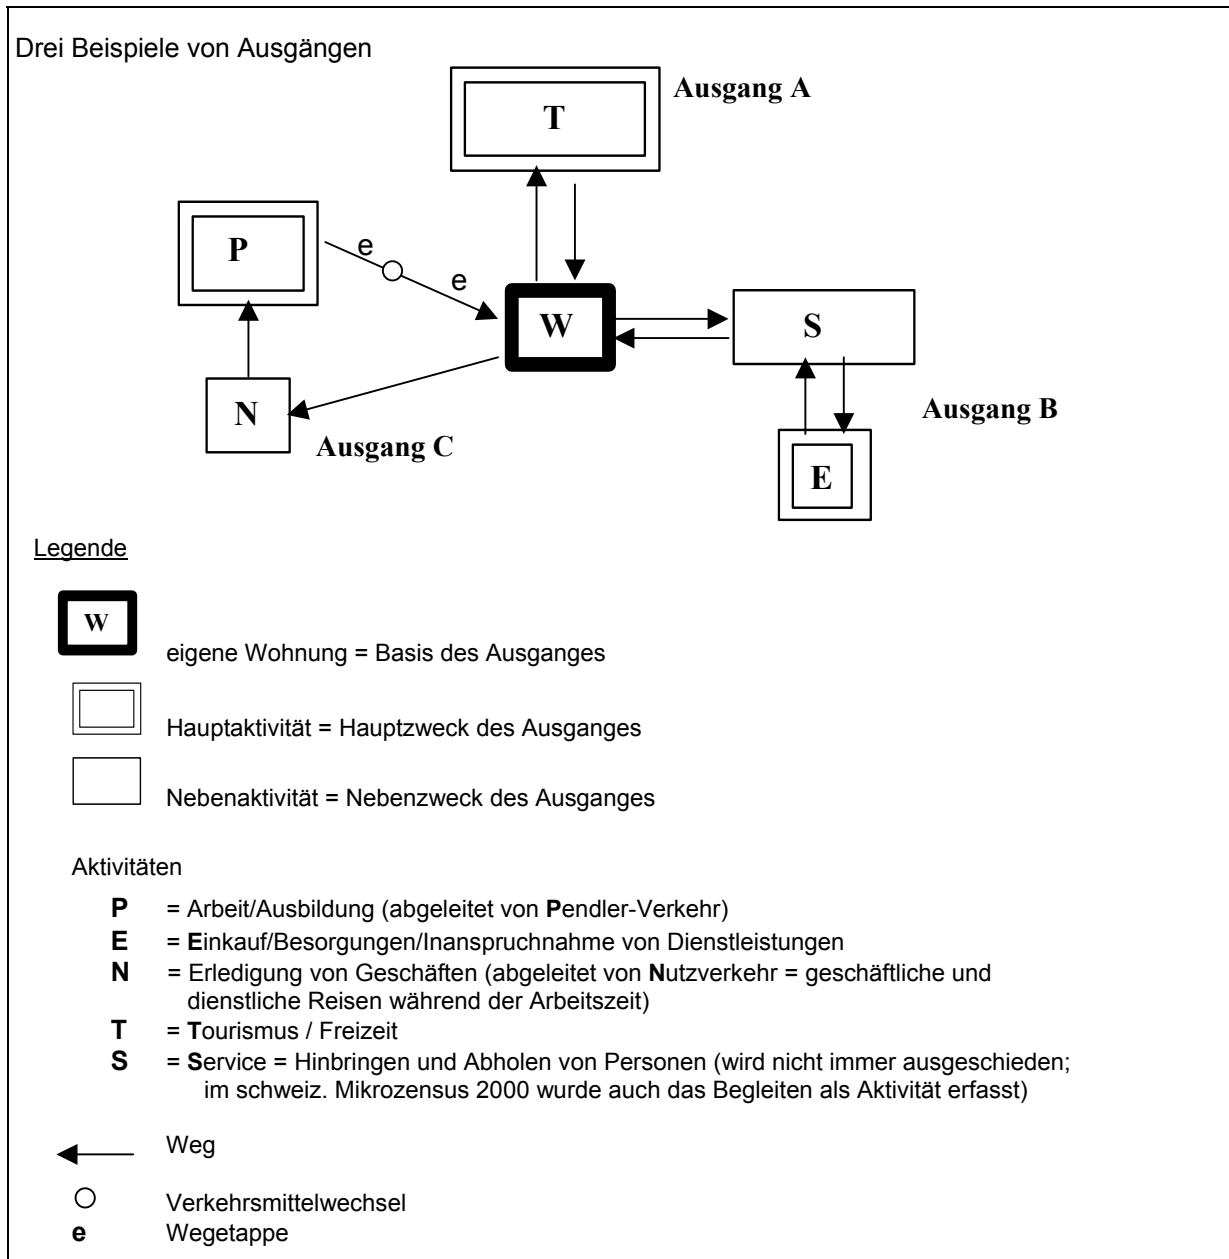 Drei Beispiele von Ausgängen
Ausgang A
T
P
e
e
W
S
N
Ausgang C
Ausgang B
E
Legende
W
eigene Wohnung = Basis des Ausganges
Hauptaktivität = Hauptzweck des Ausganges
Nebenaktivität = Nebenzweck des Ausganges
Aktivitäten
P = Arbeit/Ausbildung (abgeleitet von Pendler-Verkehr)
E = Einkauf/Besorgungen/Inanspruchnahme von Dienstleistungen
N = Erledigung von Geschäften (abgeleitet von Nutzverkehr = geschäftliche und
dienstliche Reisen während der Arbeitszeit)
T = Tourismus / Freizeit
S = Service = Hinbringen und Abholen von Personen (wird nicht immer ausgeschieden;
im schweiz. Mikrozensus 2000 wurde auch das Begleiten als Aktivität erfasst)
Weg
Verkehrsmittelwechsel
e Wegetappe